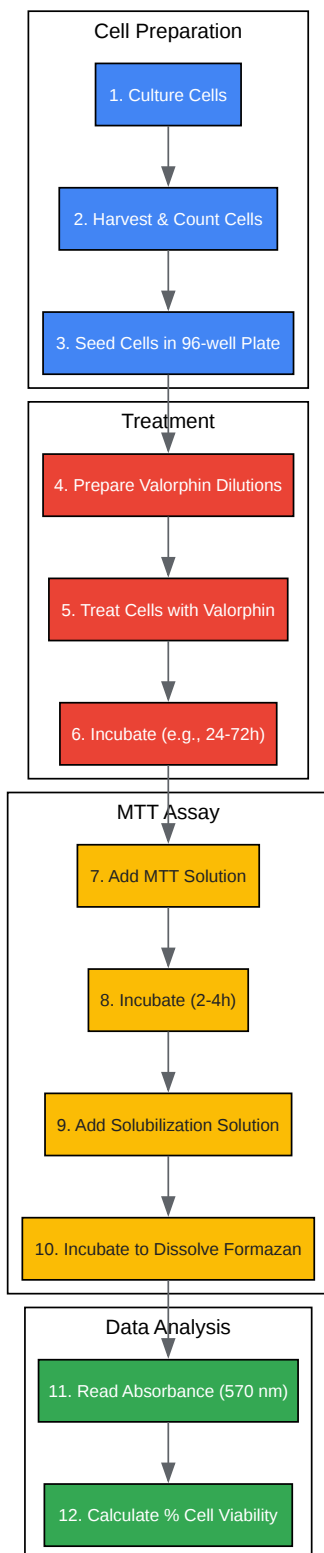 Cell Preparation
1. Culture Cells
2. Harvest & Count Cells
3. Seed Cells in 96-well Plate
Treatment
4. Prepare Valorphin Dilutions
5. Treat Cells with Valorphin
6. Incubate (e.g., 24-72h)
MTT Assay
7. Add MTT Solution
8. Incubate (2-4h)
9. Add Solubilization Solution
10. Incubate to Dissolve Formazan
Data Analysis
11. Read Absorbance (570 nm)
12. Calculate % Cell Viability